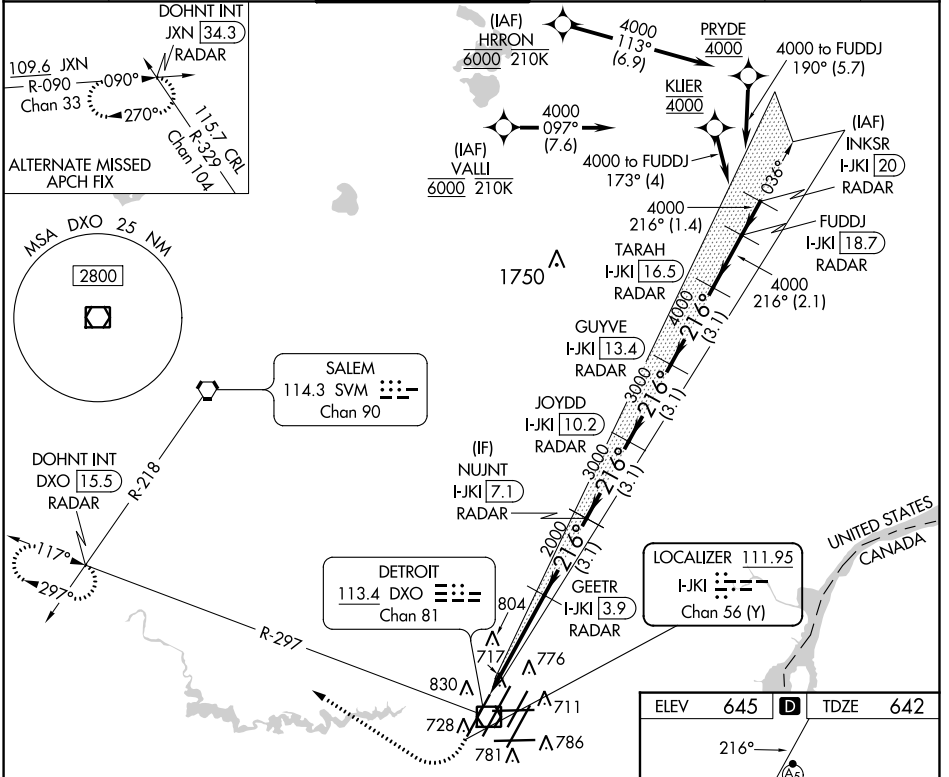 DOHNT INT
JXN 34.3
RADAR
109.6 JXN
R-090
090°
Chan 33
270°
115.7 CRL
R-329
Chan 104
ALTERNATE MISSED
APCH FIX
MSA DXO 25 NM
2800
(IAF)
HRRON
6000 210K
4000
113°
(6.9)
PRYDE
4000
4000 to FUDDJ
190° (5.7)
KLIER
4000
(IAF)
VALLI
6000 210K
4000
097°
(7.6)
4000 to FUDDJ
173° (4)
036°
(IAF)
INKSR
I-JKI 20
RADAR
4000
216° (1.4)
FUDDJ
I-JKI 18.7
RADAR
1750
TARAH
I-JKI 16.5
RADAR
4000
216° (2.1)
4000
216°
(3.1)
GUYVE
I-JKI 13.4
RADAR
3000
216°
(3.1)
JOYDD
I-JKI 10.2
RADAR
3000
216°
(3.1)
(IF)
NUJNT
I-JKI 7.1
RADAR
2000
216°
(3.1)
SALEM
114.3 SVM
Chan 90
R-218
DOHNT INT
DXO 15.5
RADAR
117°
297°
R-297
DETROIT
113.4 DXO
Chan 81
GEETR
I-JKI 3.9
RADAR
LOCALIZER 111.95
I-JKI
Chan 56 (Y)
UNITED STATES
CANADA
804
717
776
830
711
728
781
786
ELEV 645 D TDZE 642
216°
A5